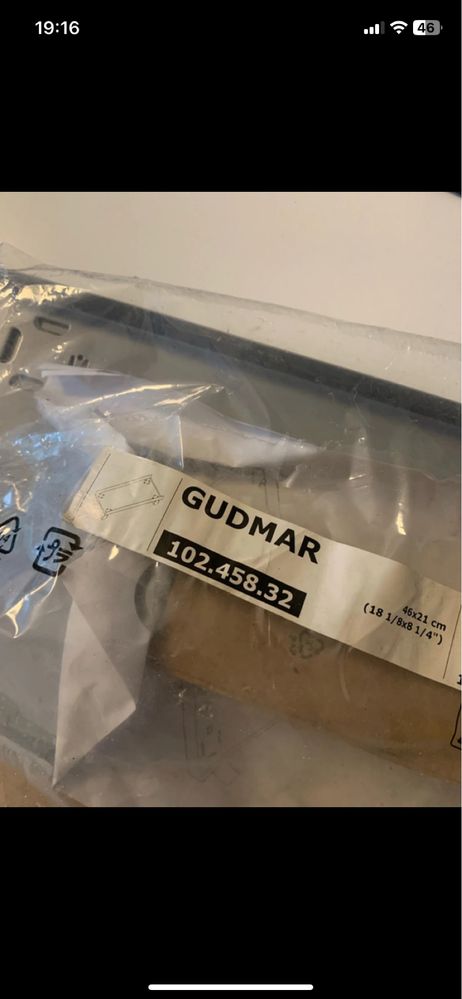 19:16
46
GUDMAR
102.458.32
46x21 cm
(18 1/8x8 1/4")